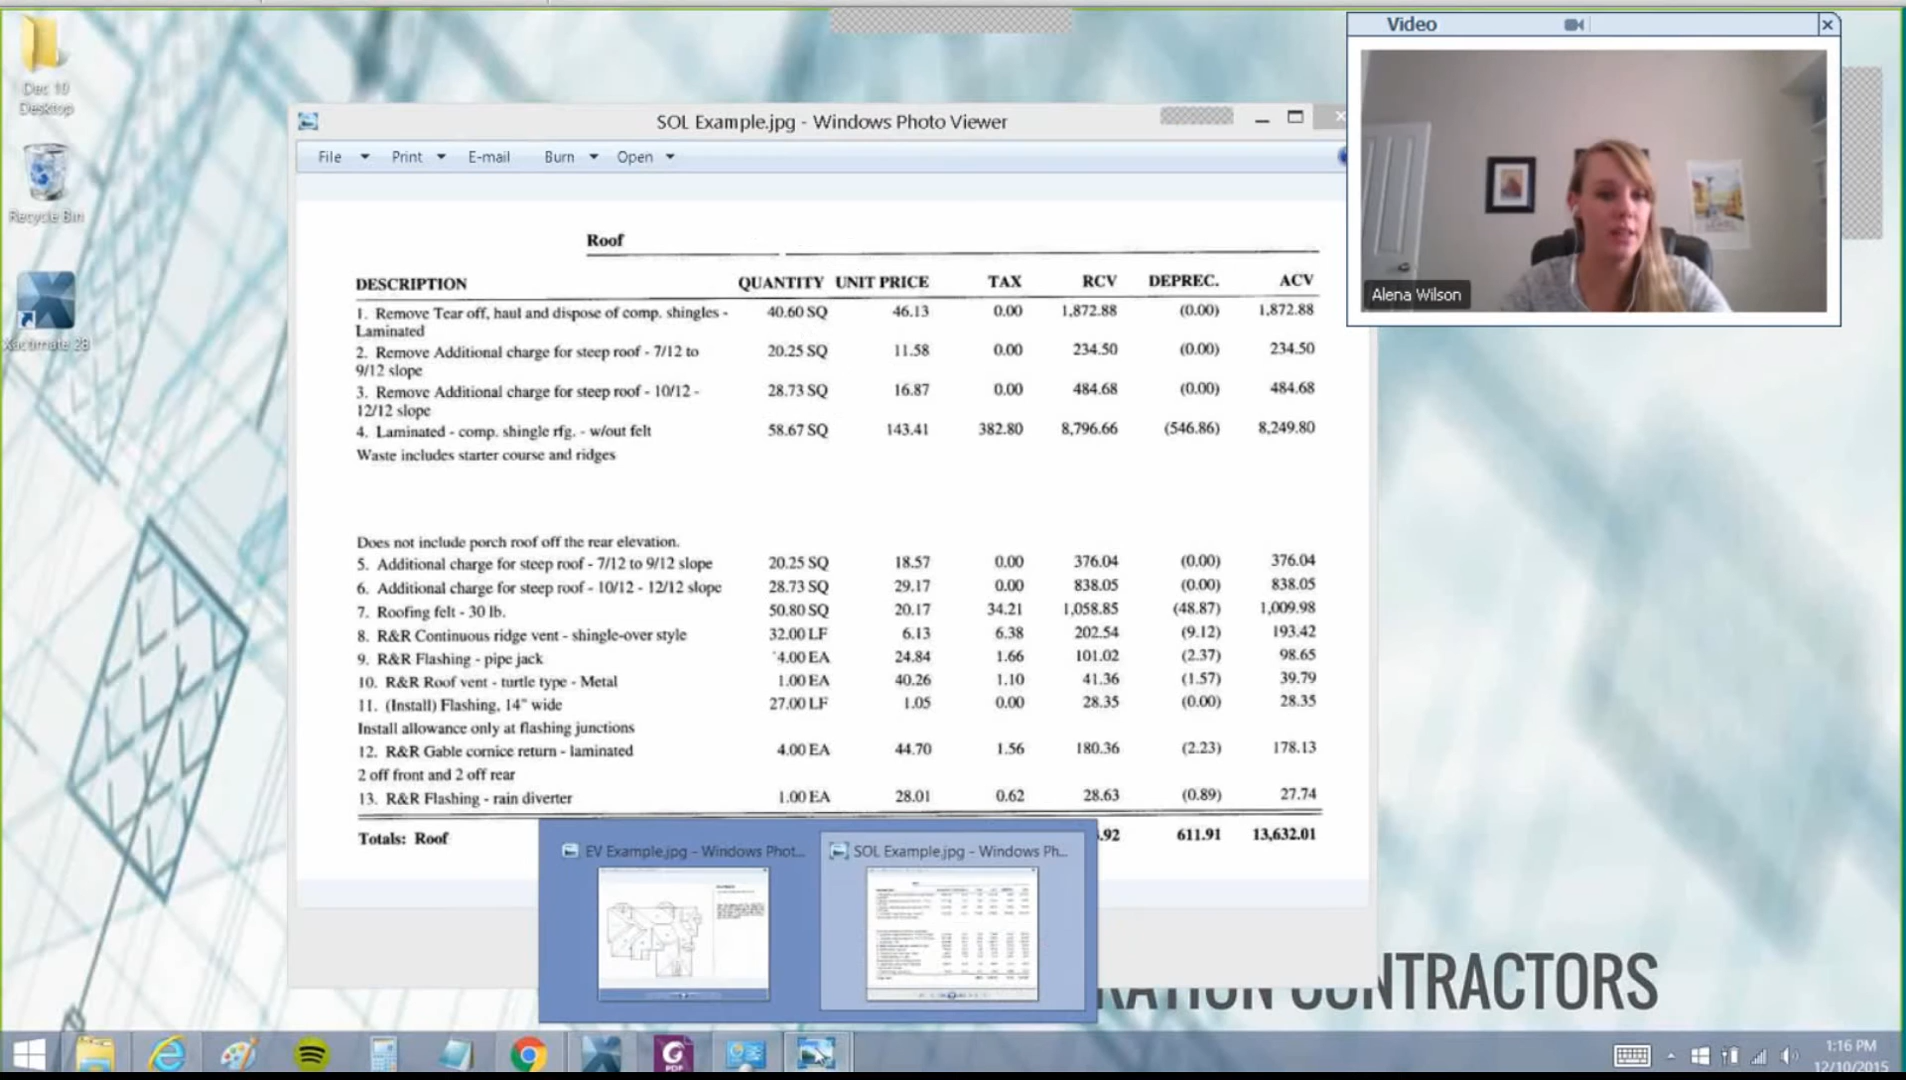 Video
Dec 10
Desktop
Recycle Bin
Xactimate 28
SOL Example.jpg - Windows Photo Viewer
File Print E-mail Burn Open
Alena Wilson
Roof
DESCRIPTION QUANTITY UNIT PRICE TAX RCV DEPREC. ACV
1. Remove Tear off, haul and dispose of comp. shingles - 40.60 SQ 46.13 0.00 1,872.88 (0.00) 1,872.88
Laminated
2. Remove Additional charge for steep roof - 7/12 to 20.25 SQ 11.58 0.00 234.50 (0.00) 234.50
9/12 slope
3. Remove Additional charge for steep roof - 10/12 - 28.73 SQ 16.87 0.00 484.68 (0.00) 484.68
12/12 slope
4. Laminated - comp. shingle rfg. - w/out felt 58.67 SQ 143.41 382.80 8,796.66 (546.86) 8,249.80
Waste includes starter course and ridges
Does not include porch roof off the rear elevation.
5. Additional charge for steep roof - 7/12 to 9/12 slope 20.25 SQ 18.57 0.00 376.04 (0.00) 376.04
6. Additional charge for steep roof - 10/12 - 12/12 slope 28.73 SQ 29.17 0.00 838.05 (0.00) 838.05
7. Roofing felt - 30 lb. 50.80 SQ 20.17 34.21 1,058.85 (48.87) 1,009.98
8. R&R Continuous ridge vent - shingle-over style 32.00 LF 6.13 6.38 202.54 (9.12) 193.42
9. R&R Flashing - pipe jack 4.00 EA 24.84 1.66 101.02 (2.37) 98.65
10. R&R Roof vent - turtle type - Metal 1.00 EA 40.26 1.10 41.36 (1.57) 39.79
11. (Install) Flashing, 14" wide 27.00 LF 1.05 0.00 28.35 (0.00) 28.35
Install allowance only at flashing junctions
12. R&R Gable cornice return - laminated 4.00 EA 44.70 1.56 180.36 (2.23) 178.13
2 off front and 2 off rear
13. R&R Flashing - rain diverter 1.00 EA 28.01 0.62 28.63 (0.89) 27.74
Totals: Roof .92 611.91 13,632.01
EV Example.jpg - Windows Phot... SOL Example.jpg - Windows Ph...
CONTRACTORS
PDF
1:16 PM
12/10/2015